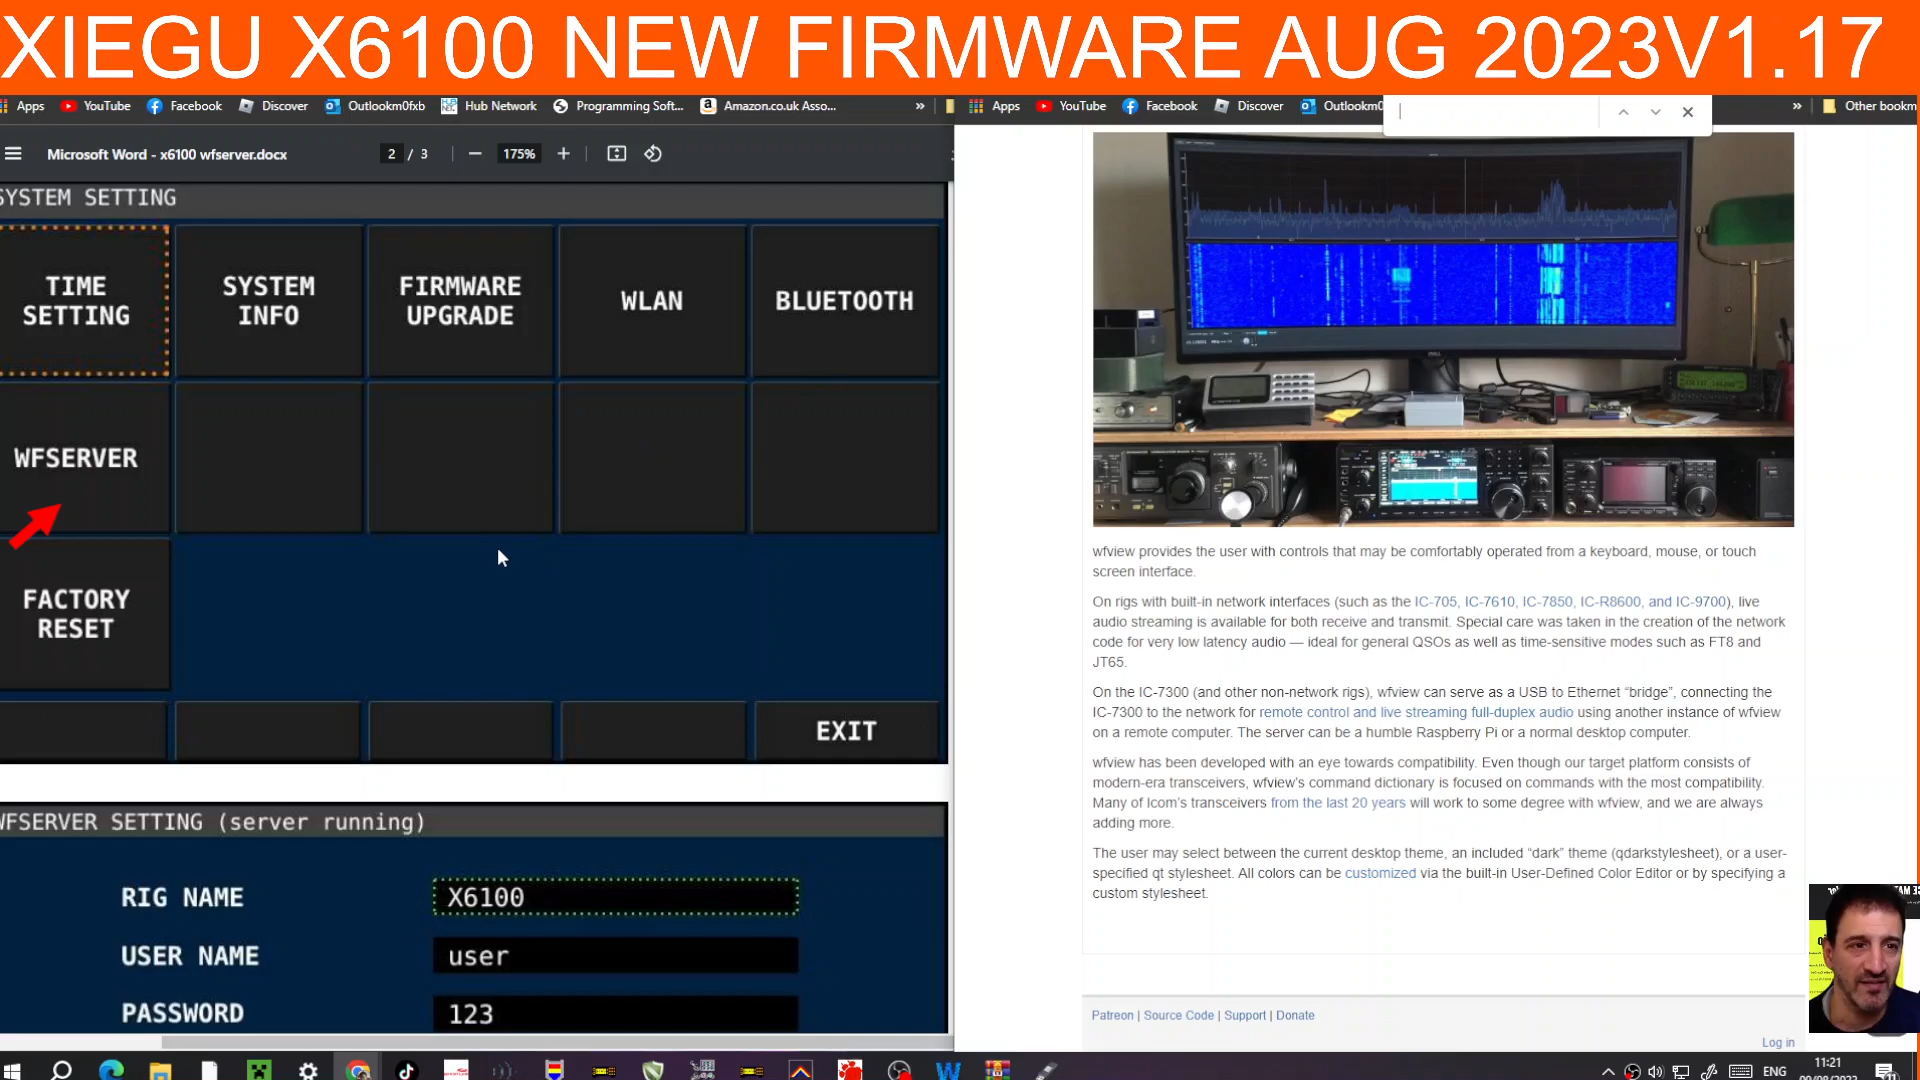 XIEGU X6100 NEW FIRMWARE AUG 2023V1.17
Apps YouTube Facebook Discover Outlookm0fxb Hub Network Programming Soft... Amazon.co.uk Asso... »
Apps YouTube Facebook Discover Outlookm0 » Other bookm
Microsoft Word - x6100 wfserver.docx 2 / 3 175%
SYSTEM SETTING
TIME
SETTING
SYSTEM
INFO
FIRMWARE
UPGRADE
WLAN
BLUETOOTH
WFSERVER
FACTORY
RESET
EXIT
WFSERVER SETTING (server running)
RIG NAME X6100
USER NAME user
PASSWORD 123
wfview provides the user with controls that may be comfortably operated from a keyboard, mouse, or touch
screen interface.
On rigs with built-in network interfaces (such as the IC-705, IC-7610, IC-7850, IC-R8600, and IC-9700), live
audio streaming is available for both receive and transmit. Special care was taken in the creation of the network
code for very low latency audio — ideal for general QSOs as well as time-sensitive modes such as FT8 and
JT65.
On the IC-7300 (and other non-network rigs), wfview can serve as a USB to Ethernet “bridge”, connecting the
IC-7300 to the network for remote control and live streaming full-duplex audio using another instance of wfview
on a remote computer. The server can be a humble Raspberry Pi or a normal desktop computer.
wfview has been developed with an eye towards compatibility. Even though our target platform consists of
modern-era transceivers, wfview’s command dictionary is focused on commands with the most compatibility.
Many of Icom’s transceivers from the last 20 years will work to some degree with wfview, and we are always
adding more.
The user may select between the current desktop theme, an included “dark” theme (qdarkstylesheet), or a user-
specified qt stylesheet. All colors can be customized via the built-in User-Defined Color Editor or by specifying a
custom stylesheet.
Patreon | Source Code | Support | Donate
Log in
ENG
11:21
09/08/2023